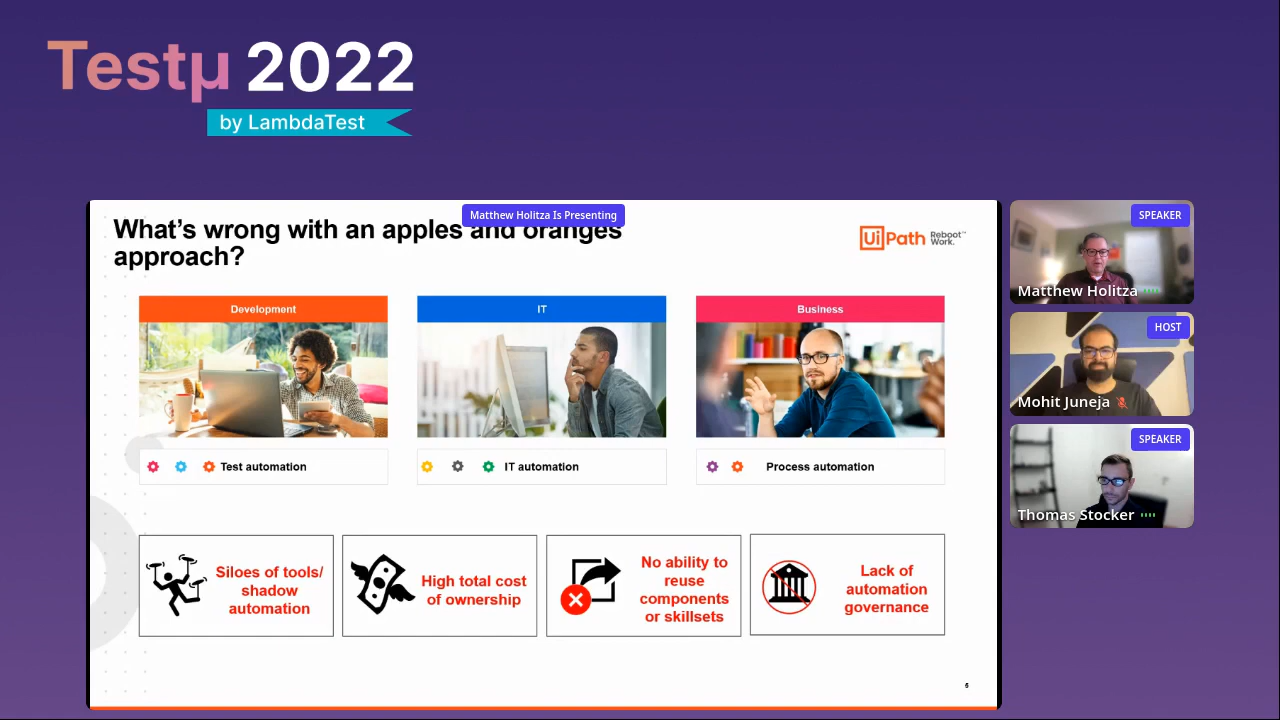 Testμ 2022
by LambdaTest
Matthew Holitza Is Presenting
What's wrong with an apples and oranges
approach?
UiPath Reboot
Work.™
Development
IT
Business
Test automation
IT automation
Process automation
Siloes of tools/
shadow
automation
High total cost
of ownership
No ability to
reuse
components
or skillsets
Lack of
automation
governance
6
SPEAKER
Matthew Holitza
HOST
Mohit Juneja
SPEAKER
Thomas Stocker